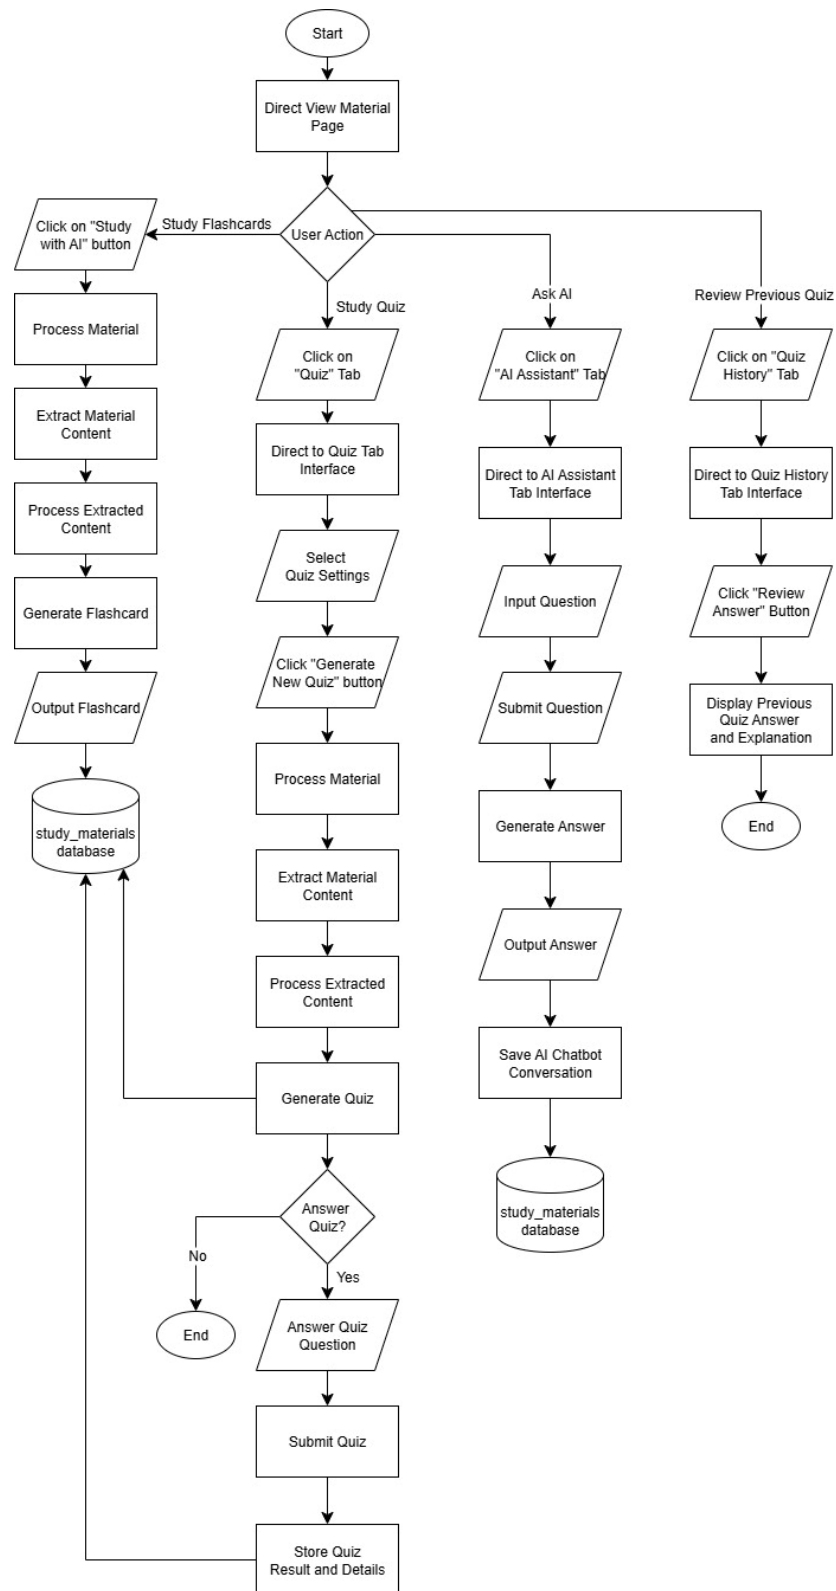 Start
Direct View Material
Page
User Action
Study Flashcards
Click on "Study
with AI" button
Process Material
Extract Material
Content
Process Extracted
Content
Generate Flashcard
Output Flashcard
study_materials
database
Study Quiz
Click on
"Quiz" Tab
Direct to Quiz Tab
Interface
Select
Quiz Settings
Click "Generate
New Quiz" button
Process Material
Extract Material
Content
Process Extracted
Content
Generate Quiz
Answer
Quiz?
No
End
Yes
Answer Quiz
Question
Submit Quiz
Store Quiz
Result and Details
Ask AI
Click on
"AI Assistant" Tab
Direct to AI Assistant
Tab Interface
Input Question
Submit Question
Generate Answer
Output Answer
Save AI Chatbot
Conversation
study_materials
database
Review Previous Quiz
Click on "Quiz
History" Tab
Direct to Quiz History
Tab Interface
Click "Review
Answer" Button
Display Previous
Quiz Answer
and Explanation
End